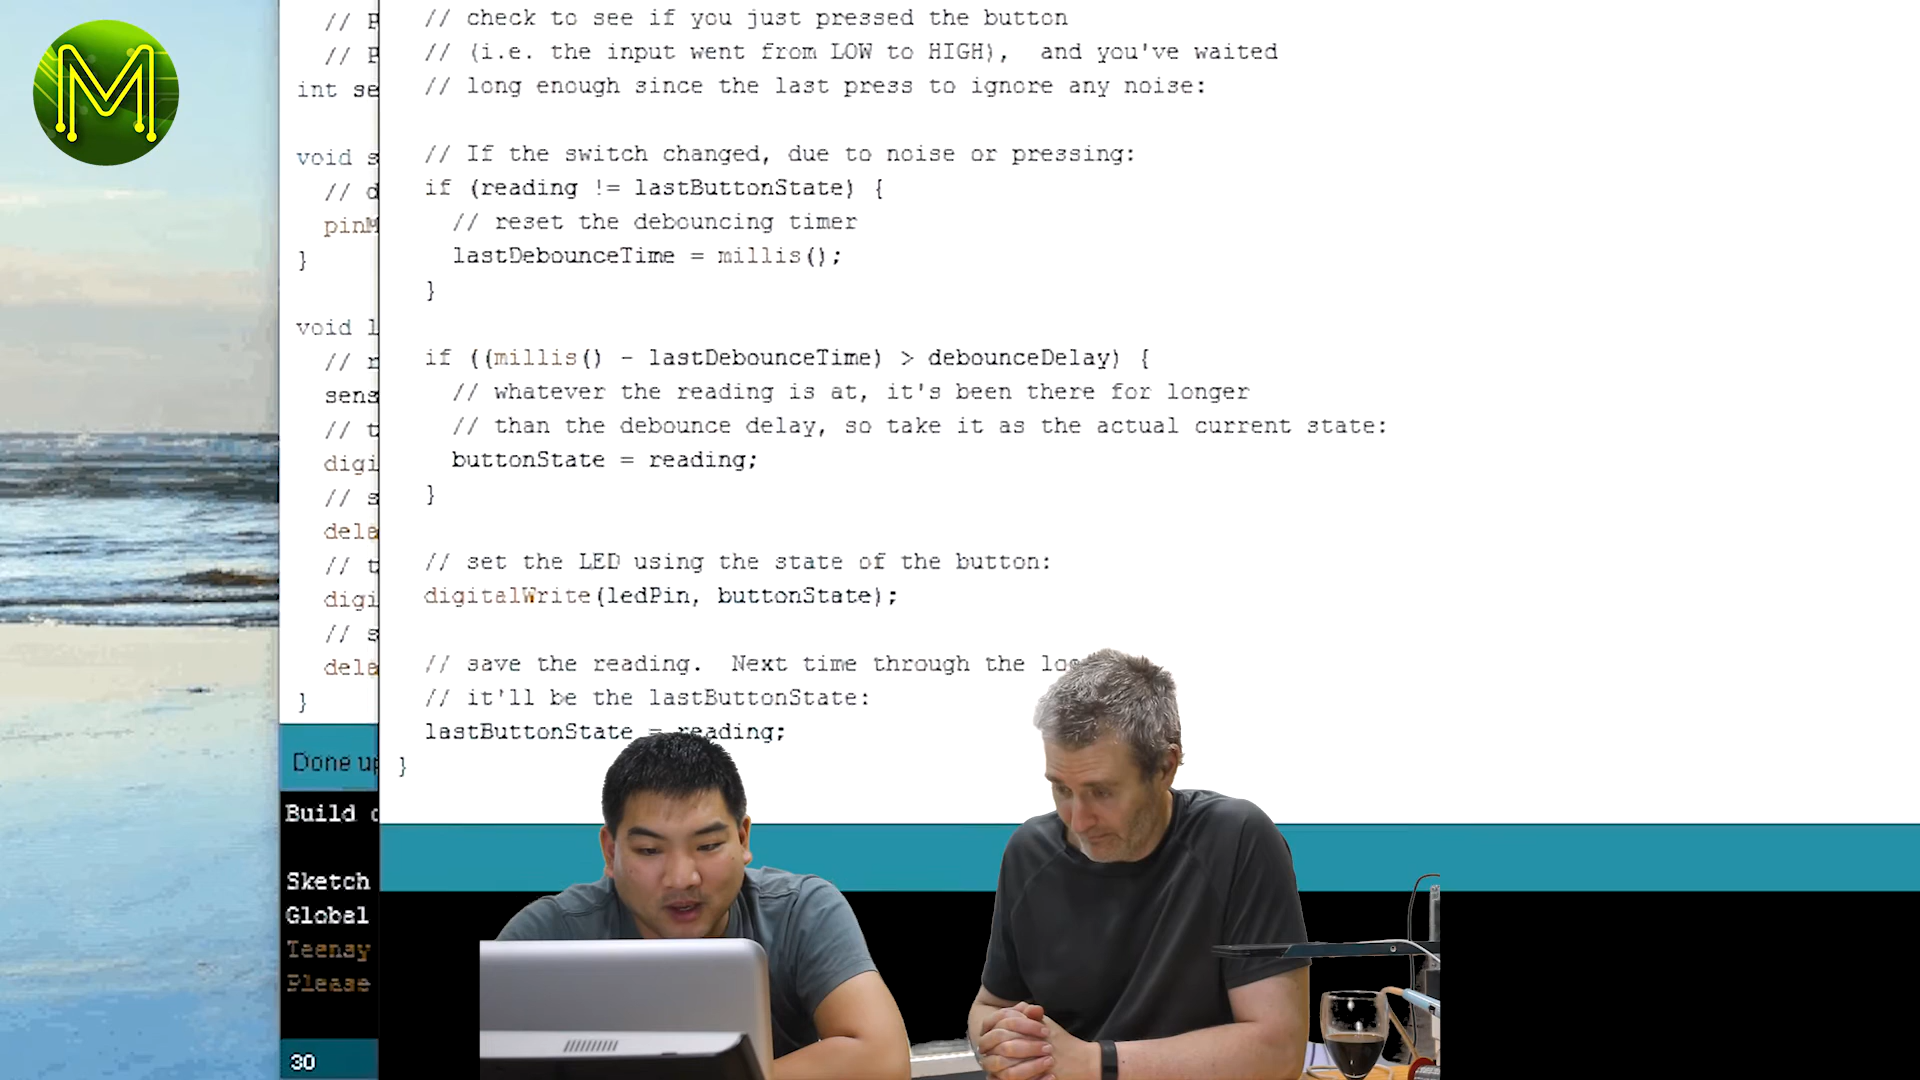 M
// check to see if you just pressed the button
// (i.e. the input went from LOW to HIGH),  and you've waited
// long enough since the last press to ignore any noise:
// If the switch changed, due to noise or pressing:
if (reading != lastButtonState) {
// reset the debouncing timer
lastDebounceTime = millis();
}
if ((millis() - lastDebounceTime) > debounceDelay) {
// whatever the reading is at, it's been there for longer
// than the debounce delay, so take it as the actual current state:
buttonState = reading;
}
// set the LED using the state of the button:
digitalWrite(ledPin, buttonState);
// save the reading.  Next time through the lo
// it'll be the lastButtonState:
lastButtonState = reading;
}
// P
// P
int se
void s
// d
pinM
}
void l
// r
sens
// t
digi
// s
dela
// t
digi
// s
dela
}
Done up
Build o
Sketch
Global
Teensy
Please
30